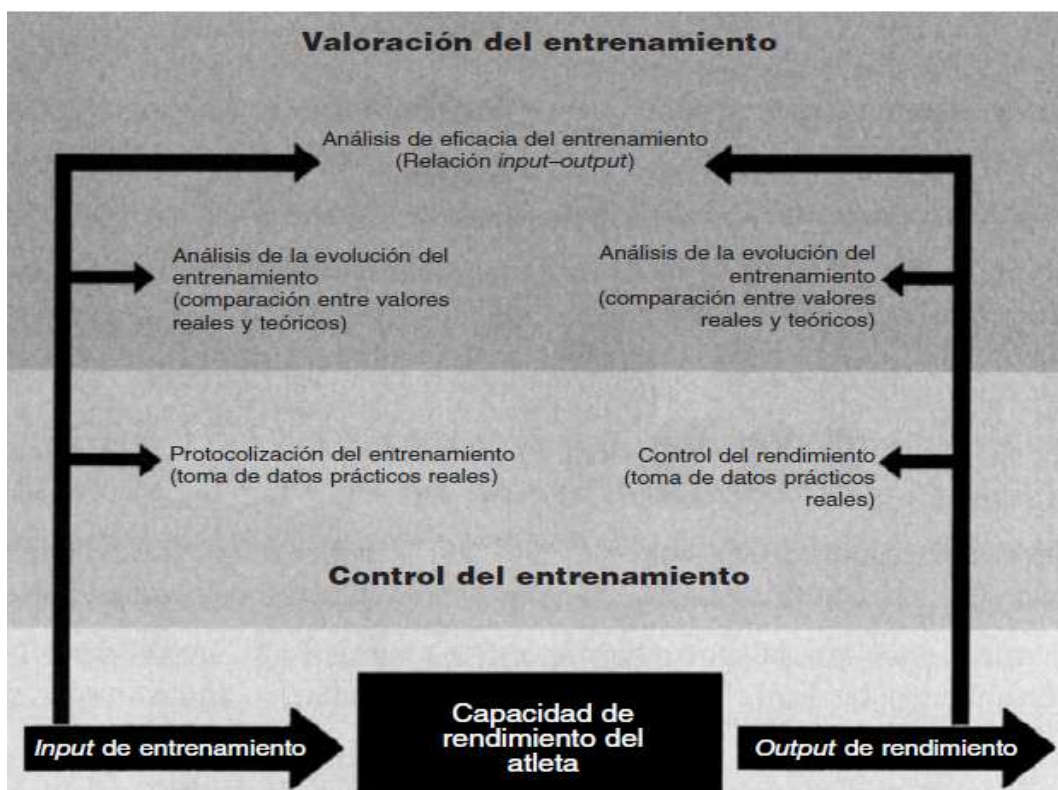 Valoración del entrenamiento
Análisis de eficacia del entrenamiento
(Relación input–output)
Análisis de la evolución del
entrenamiento
(comparación entre valores
reales y teóricos)
Análisis de la evolución del
entrenamiento
(comparación entre valores
reales y teóricos)
Protocolización del entrenamiento
(toma de datos prácticos reales)
Control del rendimiento
(toma de datos prácticos
reales)
Control del entrenamiento
Input de entrenamiento
Capacidad de
rendimiento del
atleta
Output de rendimiento